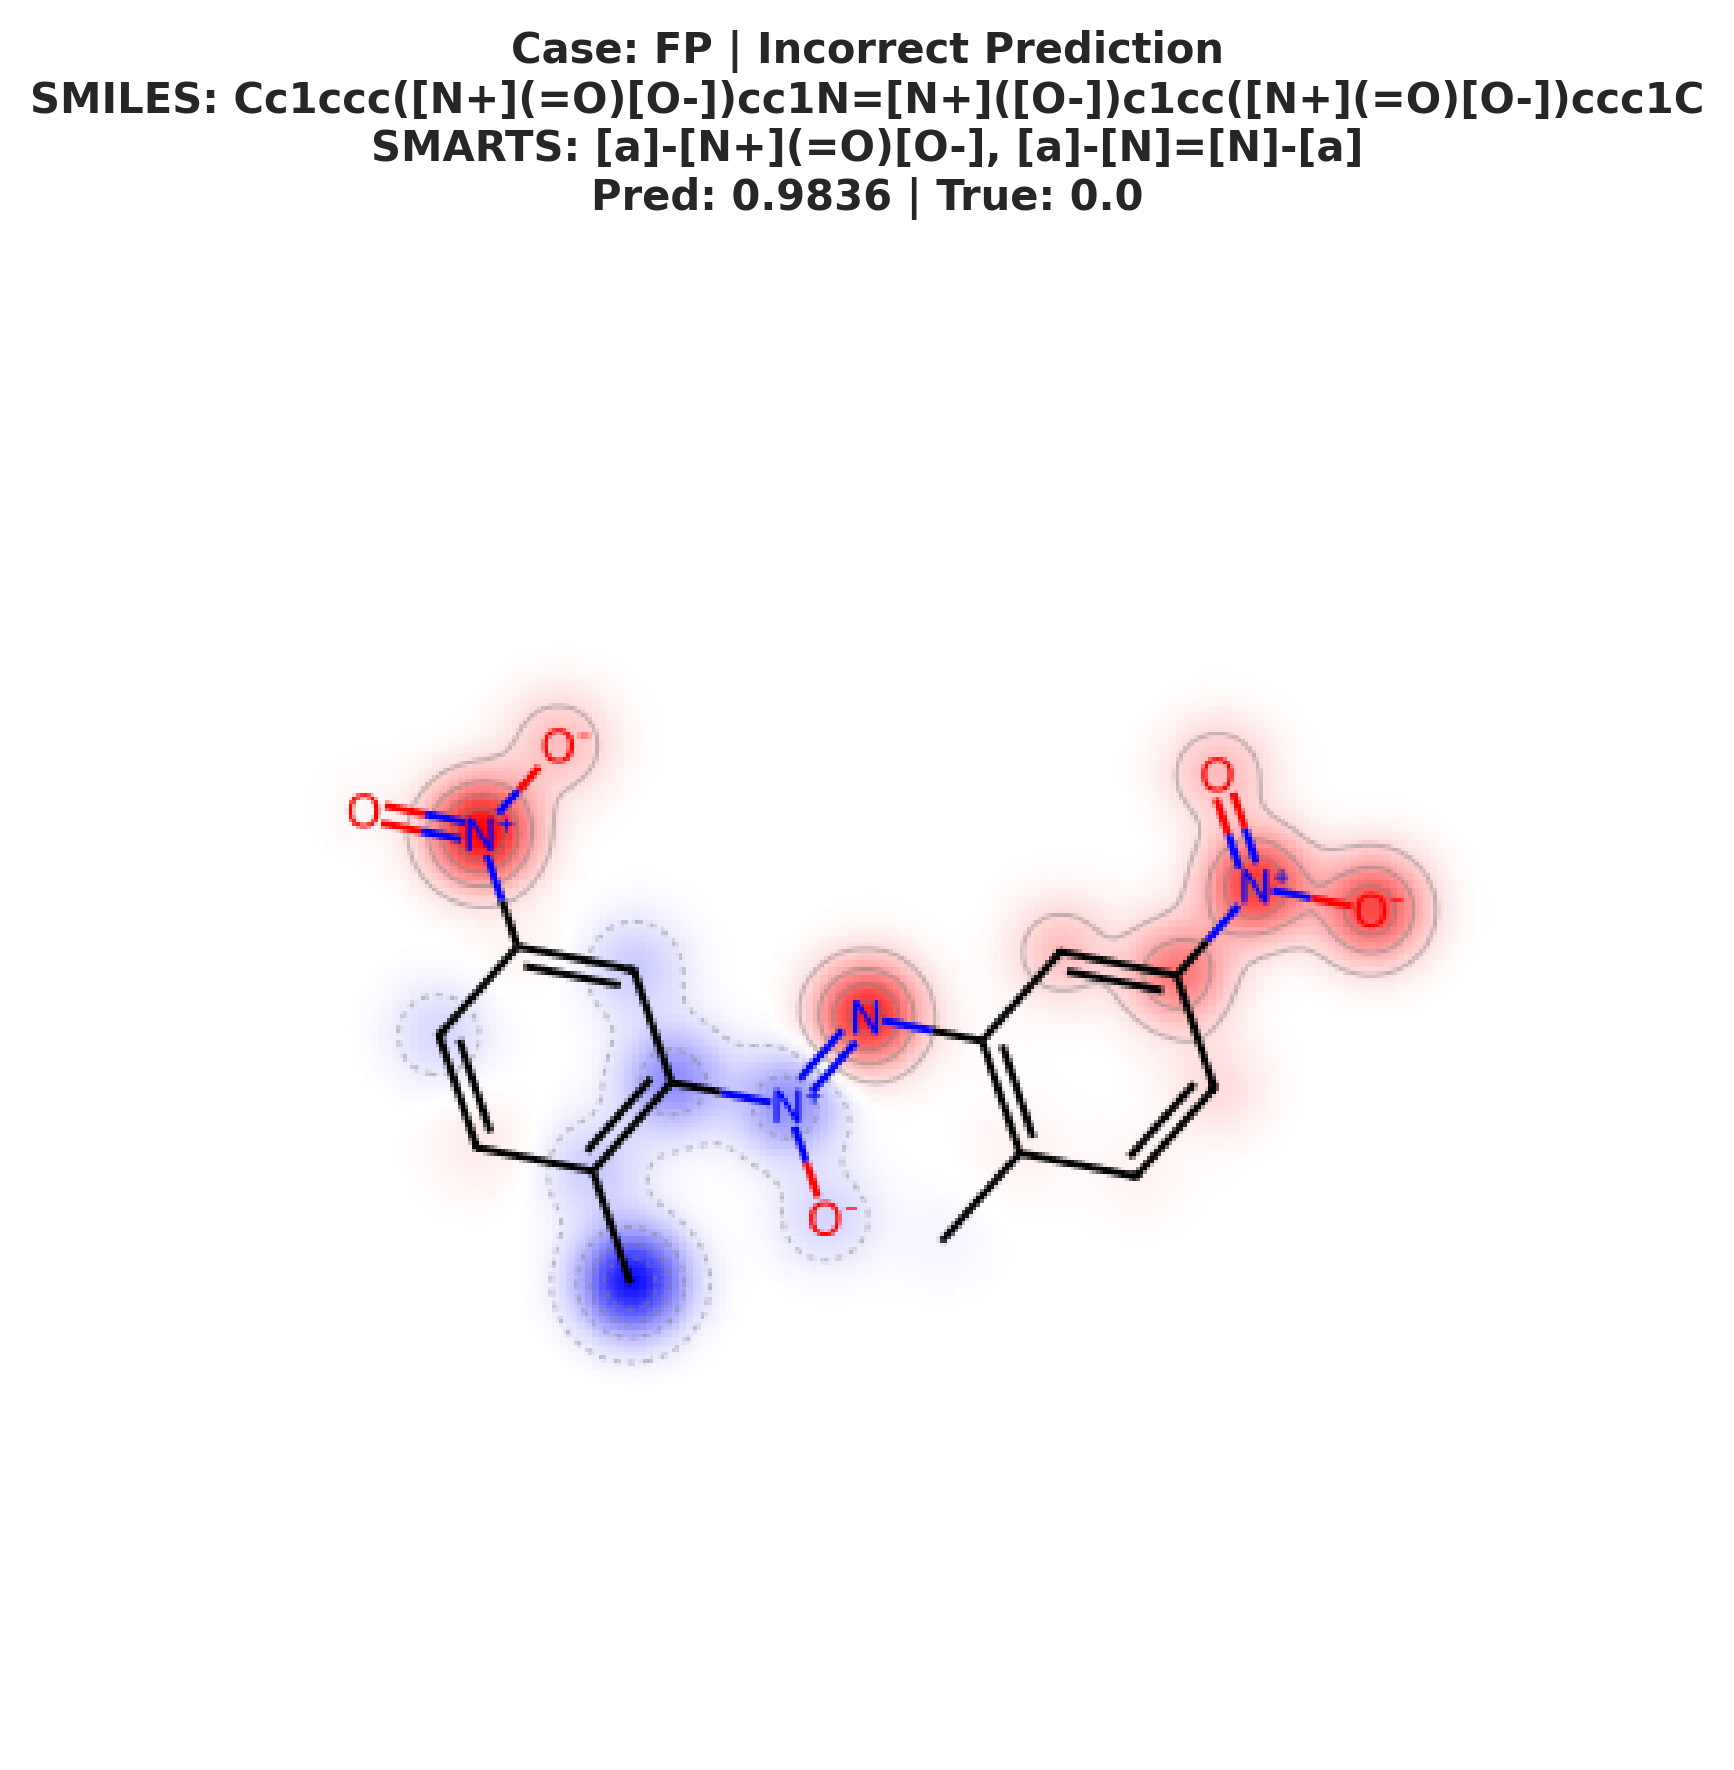 Case: FP | Incorrect Prediction
SMILES: Cc1ccc([N+](=O)[O-])cc1N=[N+]([O-])c1cc([N+](=O)[O-])ccc1C
SMARTS: [a]-[N+](=O)[O-], [a]-[N]=[N]-[a]
Pred: 0.9836 | True: 0.0
O⁻
O
N⁺
O
N⁺
O⁻
N
N⁺
O⁻